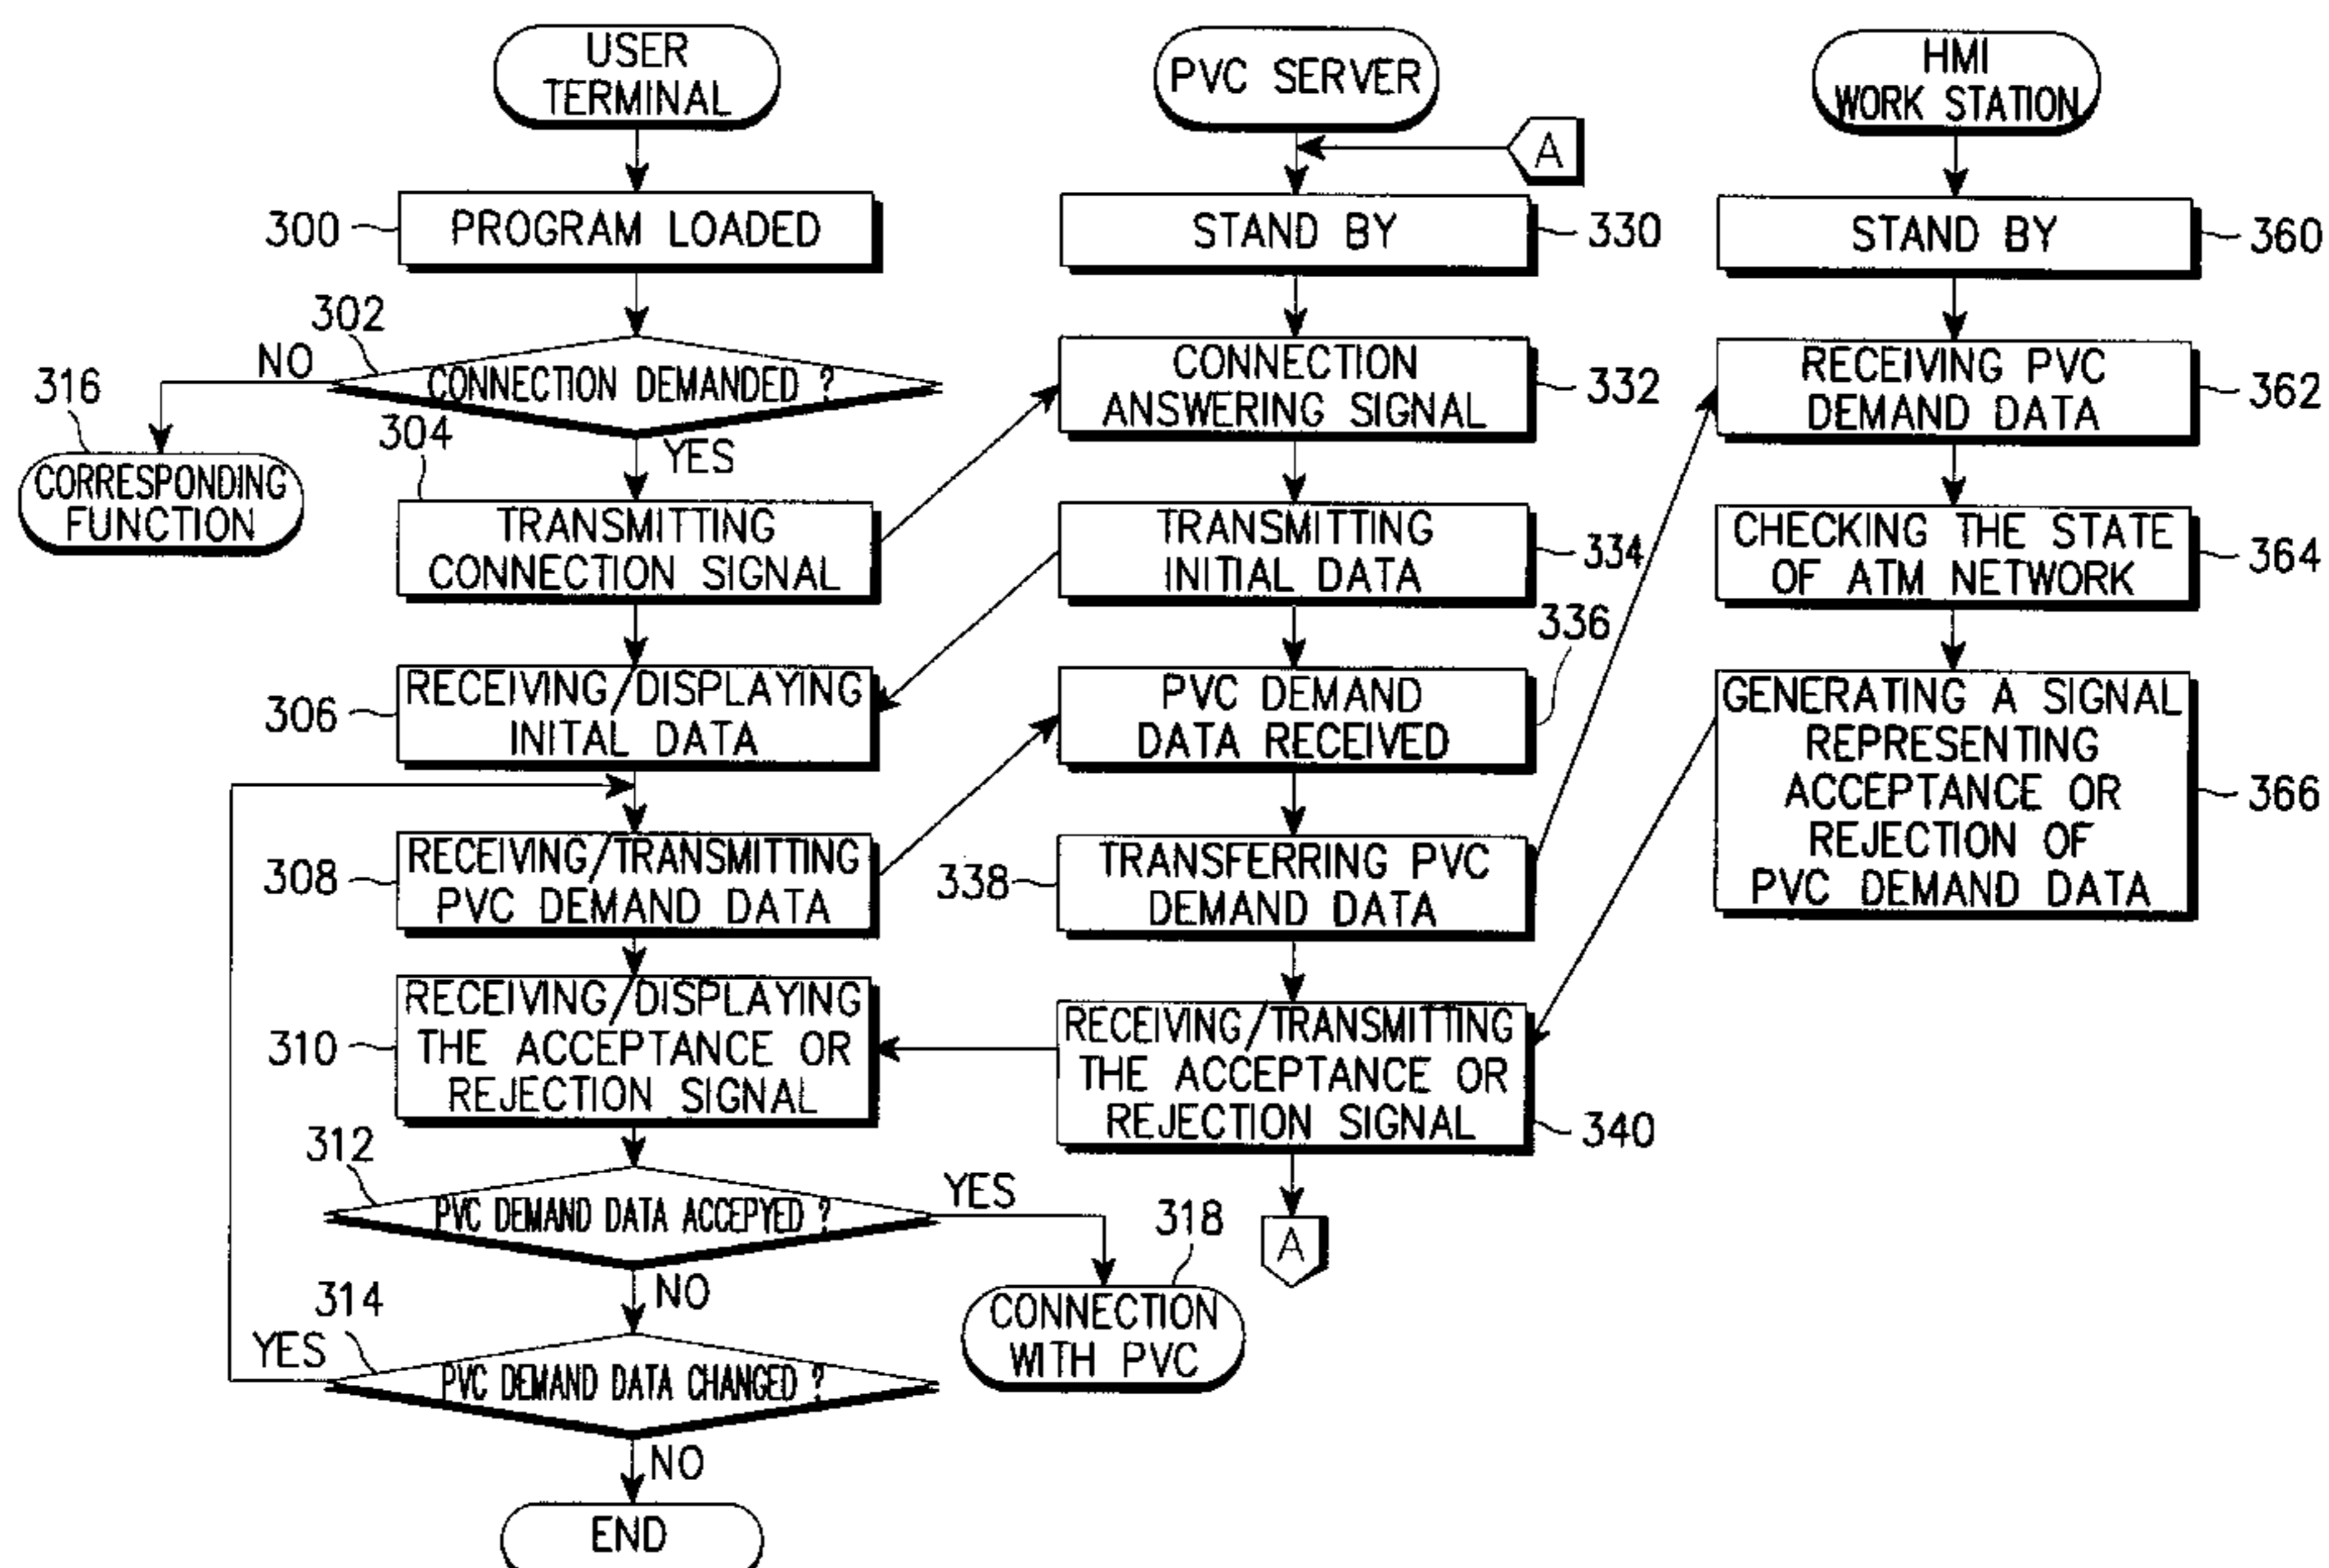 USER
TERMINAL
300
PROGRAM LOADED
302
NO
CONNECTION DEMANDED ?
316
CORRESPONDING
FUNCTION
304
YES
TRANSMITTING
CONNECTION SIGNAL
306
RECEIVING/DISPLAYING
INITAL DATA
308
RECEIVING/TRANSMITTING
PVC DEMAND DATA
310
RECEIVING/DISPLAYING
THE ACCEPTANCE OR
REJECTION SIGNAL
312
PVC DEMAND DATA ACCEPYED ?
YES
318
CONNECTION
WITH PVC
NO
314
YES
PVC DEMAND DATA CHANGED ?
NO
END
PVC SERVER
A
STAND BY
330
CONNECTION
ANSWERING SIGNAL
332
TRANSMITTING
INITIAL DATA
334
336
PVC DEMAND
DATA RECEIVED
338
TRANSFERRING PVC
DEMAND DATA
RECEIVING/TRANSMITTING
THE ACCEPTANCE OR
REJECTION SIGNAL
340
A
HMI
WORK STATION
STAND BY
360
RECEIVING PVC
DEMAND DATA
362
CHECKING THE STATE
OF ATM NETWORK
364
GENERATING A SIGNAL
REPRESENTING
ACCEPTANCE OR
REJECTION OF
PVC DEMAND DATA
366